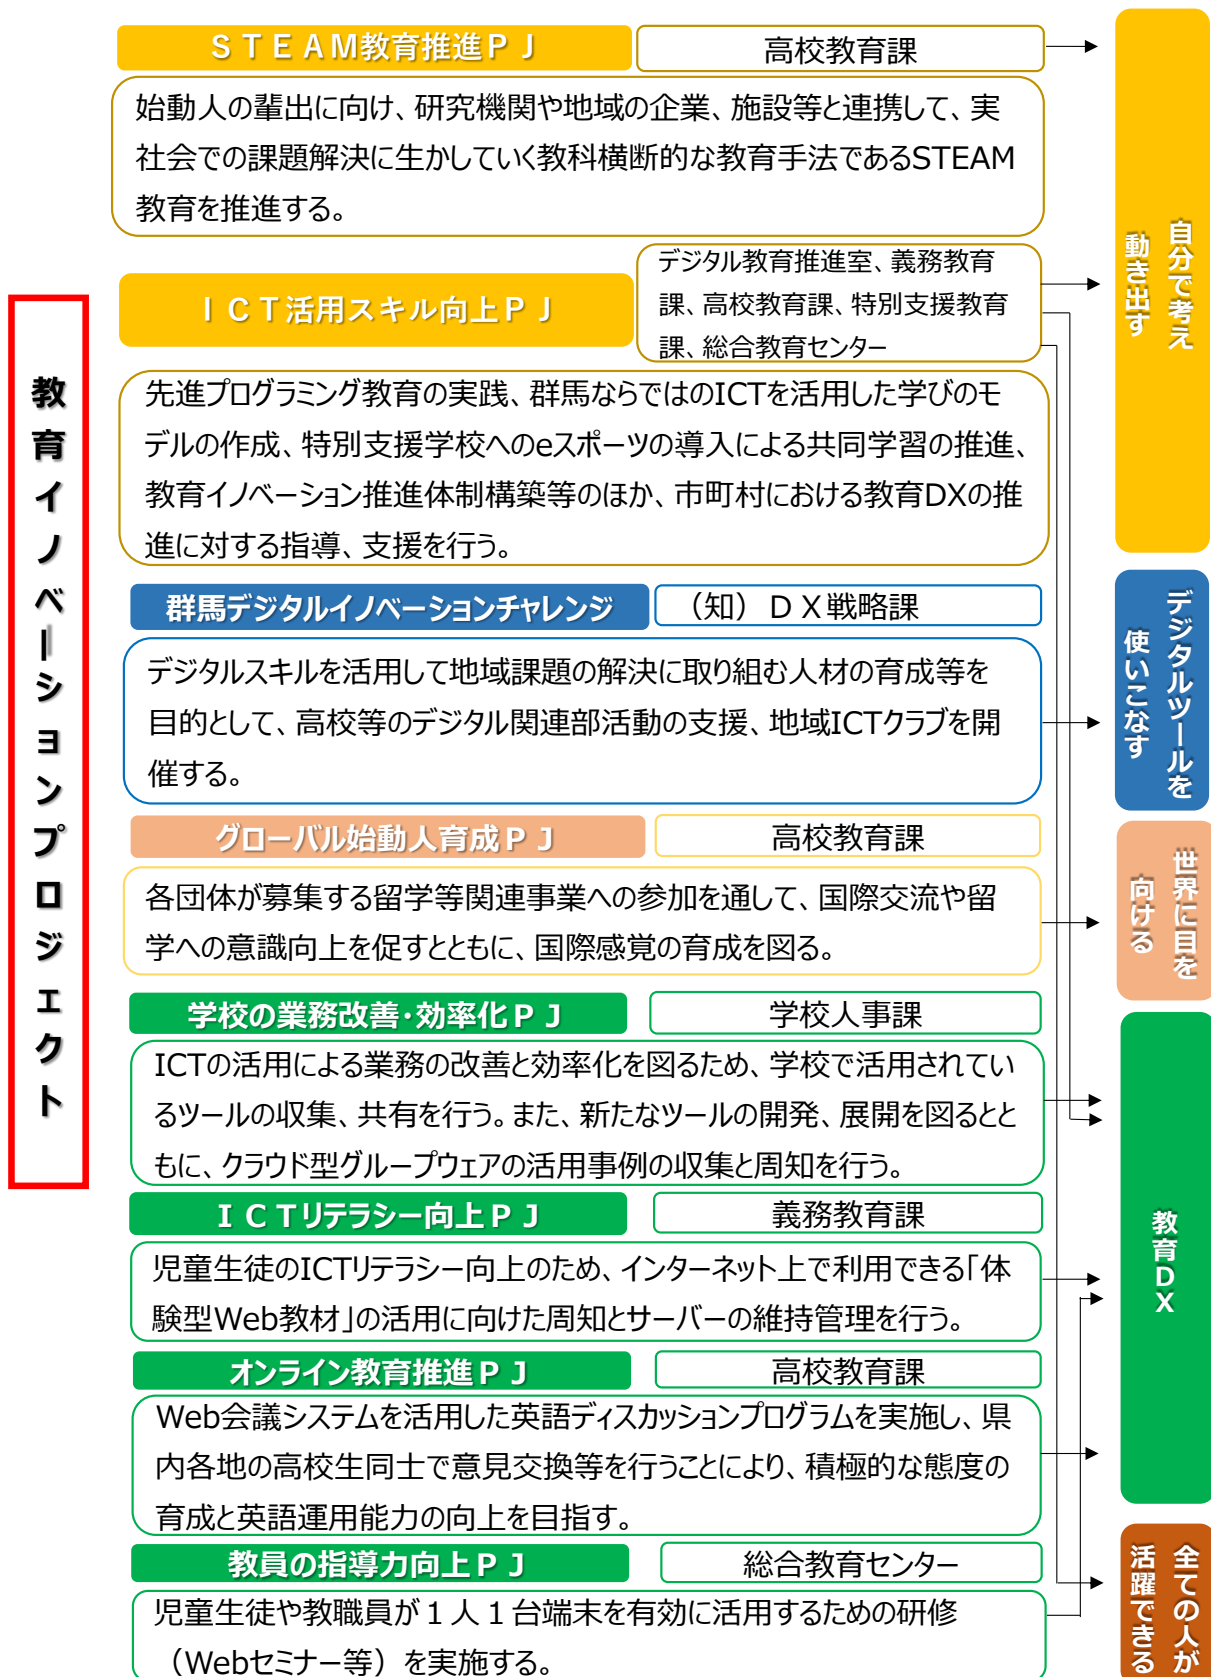 教育イノベーションプロジェクト
ＳＴＥＡＭ教育推進ＰＪ
高校教育課
始動人の輩出に向け、研究機関や地域の企業、施設等と連携して、実
社会での課題解決に生かしていく教科横断的な教育手法であるSTEAM
教育を推進する。
ＩＣＴ活用スキル向上ＰＪ
デジタル教育推進室、義務教育
課、高校教育課、特別支援教育
課、総合教育センター
先進プログラミング教育の実践、群馬ならではのICTを活用した学びのモ
デルの作成、特別支援学校へのeスポーツの導入による共同学習の推進、
教育イノベーション推進体制構築等のほか、市町村における教育DXの推
進に対する指導、支援を行う。
自分で考え
動き出す
群馬デジタルイノベーションチャレンジ
（知）ＤＸ戦略課
デジタルスキルを活用して地域課題の解決に取り組む人材の育成等を
目的として、高校等のデジタル関連部活動の支援、地域ICTクラブを開
催する。
デジタルツールを
使いこなす
グローバル始動人育成ＰＪ
高校教育課
各団体が募集する留学等関連事業への参加を通して、国際交流や留
学への意識向上を促すとともに、国際感覚の育成を図る。
世界に目を
向ける
学校の業務改善・効率化ＰＪ
学校人事課
ICTの活用による業務の改善と効率化を図るため、学校で活用されてい
るツールの収集、共有を行う。また、新たなツールの開発、展開を図るとと
もに、クラウド型グループウェアの活用事例の収集と周知を行う。
ＩＣＴリテラシー向上ＰＪ
義務教育課
児童生徒のICTリテラシー向上のため、インターネット上で利用できる「体
験型Web教材」の活用に向けた周知とサーバーの維持管理を行う。
オンライン教育推進ＰＪ
高校教育課
Web会議システムを活用した英語ディスカッションプログラムを実施し、県
内各地の高校生同士で意見交換等を行うことにより、積極的な態度の
育成と英語運用能力の向上を目指す。
教員の指導力向上ＰＪ
総合教育センター
児童生徒や教職員が１人１台端末を有効に活用するための研修
（Webセミナー等）を実施する。
教育ＤＸ
全ての人が
活躍できる